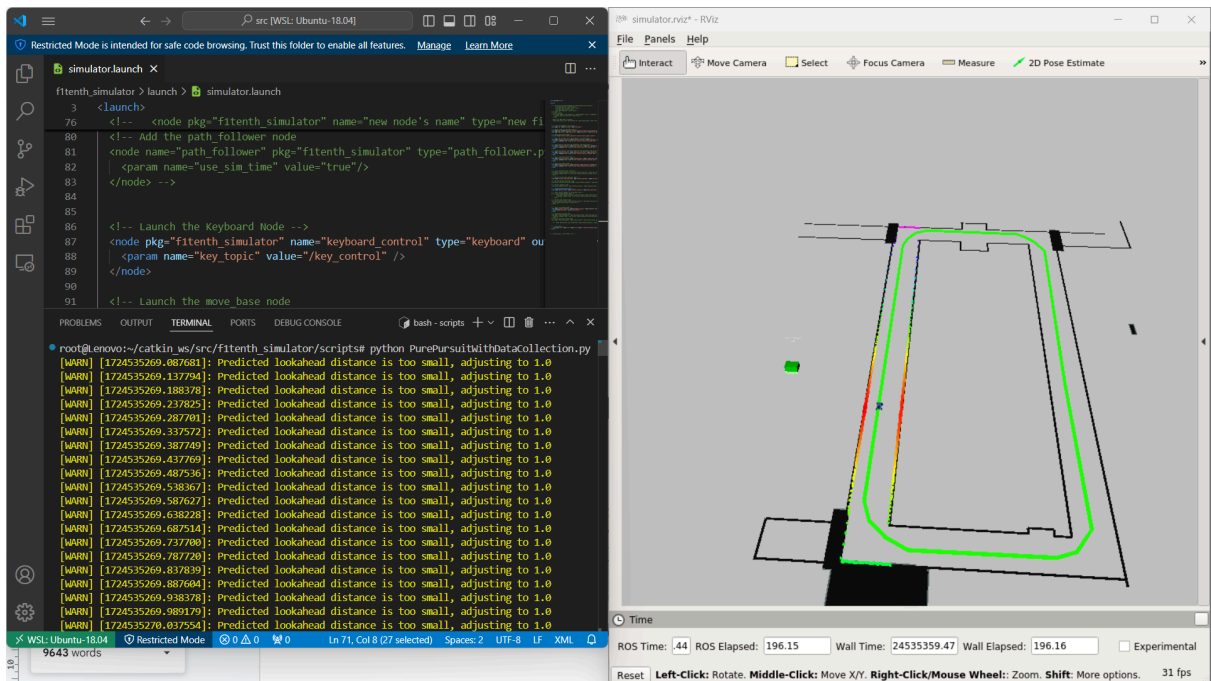 src [WSL: Ubuntu-18.04]
Restricted Mode is intended for safe code browsing. Trust this folder to enable all features. Manage Learn More
simulator.launch
f1tenth_simulator > launch > simulator.launch
3 <launch>
76 <!-- <node pkg="f1tenth_simulator" name="new node's name" type="new fi
80 <!-- Add the path_follower node
81 <node name="path_follower" pkg="f1tenth_simulator" type="path_follower.p
82 <param name="use_sim_time" value="true"/>
83 </node> -->
84
85
86 <!-- Launch the Keyboard Node -->
87 <node pkg="f1tenth_simulator" name="keyboard_control" type="keyboard" ou
88 <param name="key_topic" value="/key_control" />
89 </node>
90
91 <!-- Launch the move_base node
PROBLEMS OUTPUT TERMINAL PORTS DEBUG CONSOLE bash - scripts
root@Lenovo:~/catkin_ws/src/f1tenth_simulator/scripts# python PurePursuitWithDataCollection.py
[WARN] [1724535269.087681]: Predicted lookahead distance is too small, adjusting to 1.0
[WARN] [1724535269.137794]: Predicted lookahead distance is too small, adjusting to 1.0
[WARN] [1724535269.188378]: Predicted lookahead distance is too small, adjusting to 1.0
[WARN] [1724535269.237825]: Predicted lookahead distance is too small, adjusting to 1.0
[WARN] [1724535269.287701]: Predicted lookahead distance is too small, adjusting to 1.0
[WARN] [1724535269.337572]: Predicted lookahead distance is too small, adjusting to 1.0
[WARN] [1724535269.387749]: Predicted lookahead distance is too small, adjusting to 1.0
[WARN] [1724535269.437769]: Predicted lookahead distance is too small, adjusting to 1.0
[WARN] [1724535269.487536]: Predicted lookahead distance is too small, adjusting to 1.0
[WARN] [1724535269.538367]: Predicted lookahead distance is too small, adjusting to 1.0
[WARN] [1724535269.587627]: Predicted lookahead distance is too small, adjusting to 1.0
[WARN] [1724535269.638228]: Predicted lookahead distance is too small, adjusting to 1.0
[WARN] [1724535269.687514]: Predicted lookahead distance is too small, adjusting to 1.0
[WARN] [1724535269.737700]: Predicted lookahead distance is too small, adjusting to 1.0
[WARN] [1724535269.787720]: Predicted lookahead distance is too small, adjusting to 1.0
[WARN] [1724535269.837839]: Predicted lookahead distance is too small, adjusting to 1.0
[WARN] [1724535269.887604]: Predicted lookahead distance is too small, adjusting to 1.0
[WARN] [1724535269.938378]: Predicted lookahead distance is too small, adjusting to 1.0
[WARN] [1724535269.989179]: Predicted lookahead distance is too small, adjusting to 1.0
[WARN] [1724535270.037554]: Predicted lookahead distance is too small, adjusting to 1.0
WSL: Ubuntu-18.04 Restricted Mode 0 0 0 Ln 71, Col 8 (27 selected) Spaces: 2 UTF-8 LF XML
10
9643 words
simulator.rviz* - RViz
File Panels Help
Interact Move Camera Select Focus Camera Measure 2D Pose Estimate »
Time
ROS Time: .44 ROS Elapsed: 196.15 Wall Time: 24535359.47 Wall Elapsed: 196.16 Experimental
Reset Left-Click: Rotate. Middle-Click: Move X/Y. Right-Click/Mouse Wheel:: Zoom. Shift: More options. 31 fps